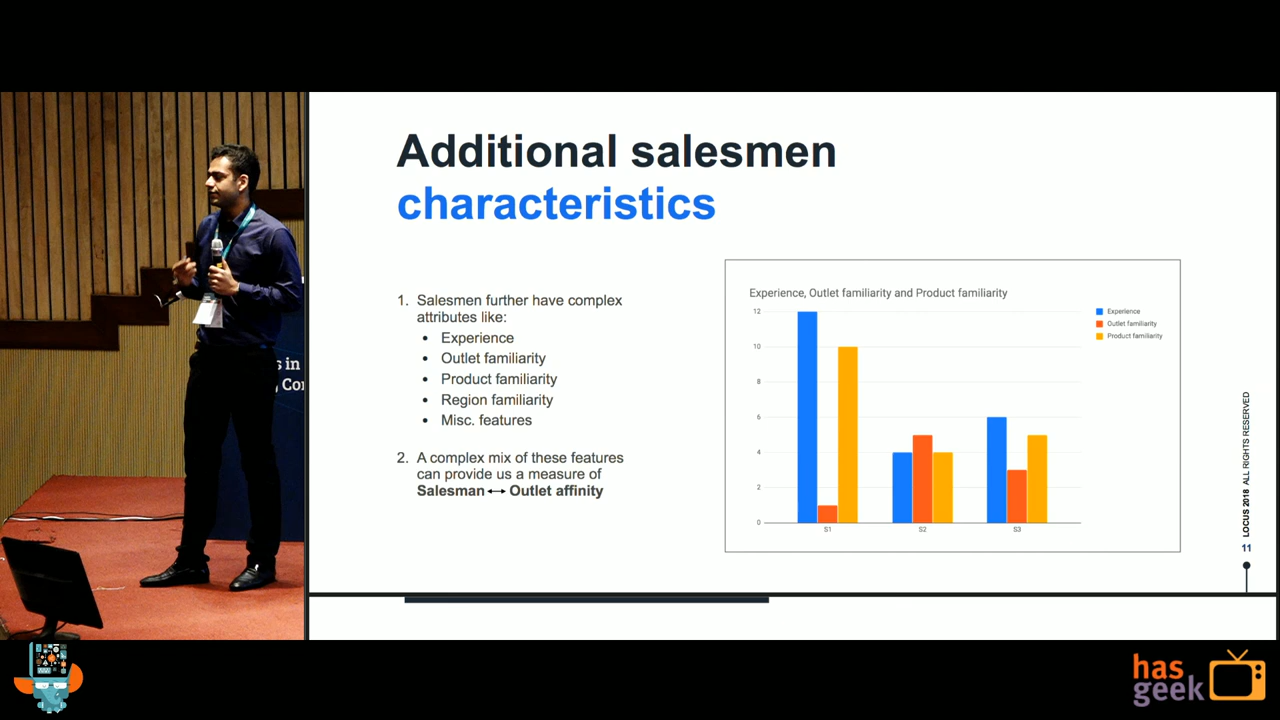 Additional salesmen
characteristics
1. Salesmen further have complex
attributes like:
• Experience
• Outlet familiarity
• Product familiarity
• Region familiarity
• Misc. features
2. A complex mix of these features
can provide us a measure of
Salesman ↔ Outlet affinity
Experience, Outlet familiarity and Product familiarity
12
10
8
6
4
2
0
S1
S2
S3
Experience
Outlet familiarity
Product familiarity
LOCUS 2018 ALL RIGHTS RESERVED
11
s in
, Co
has
geek